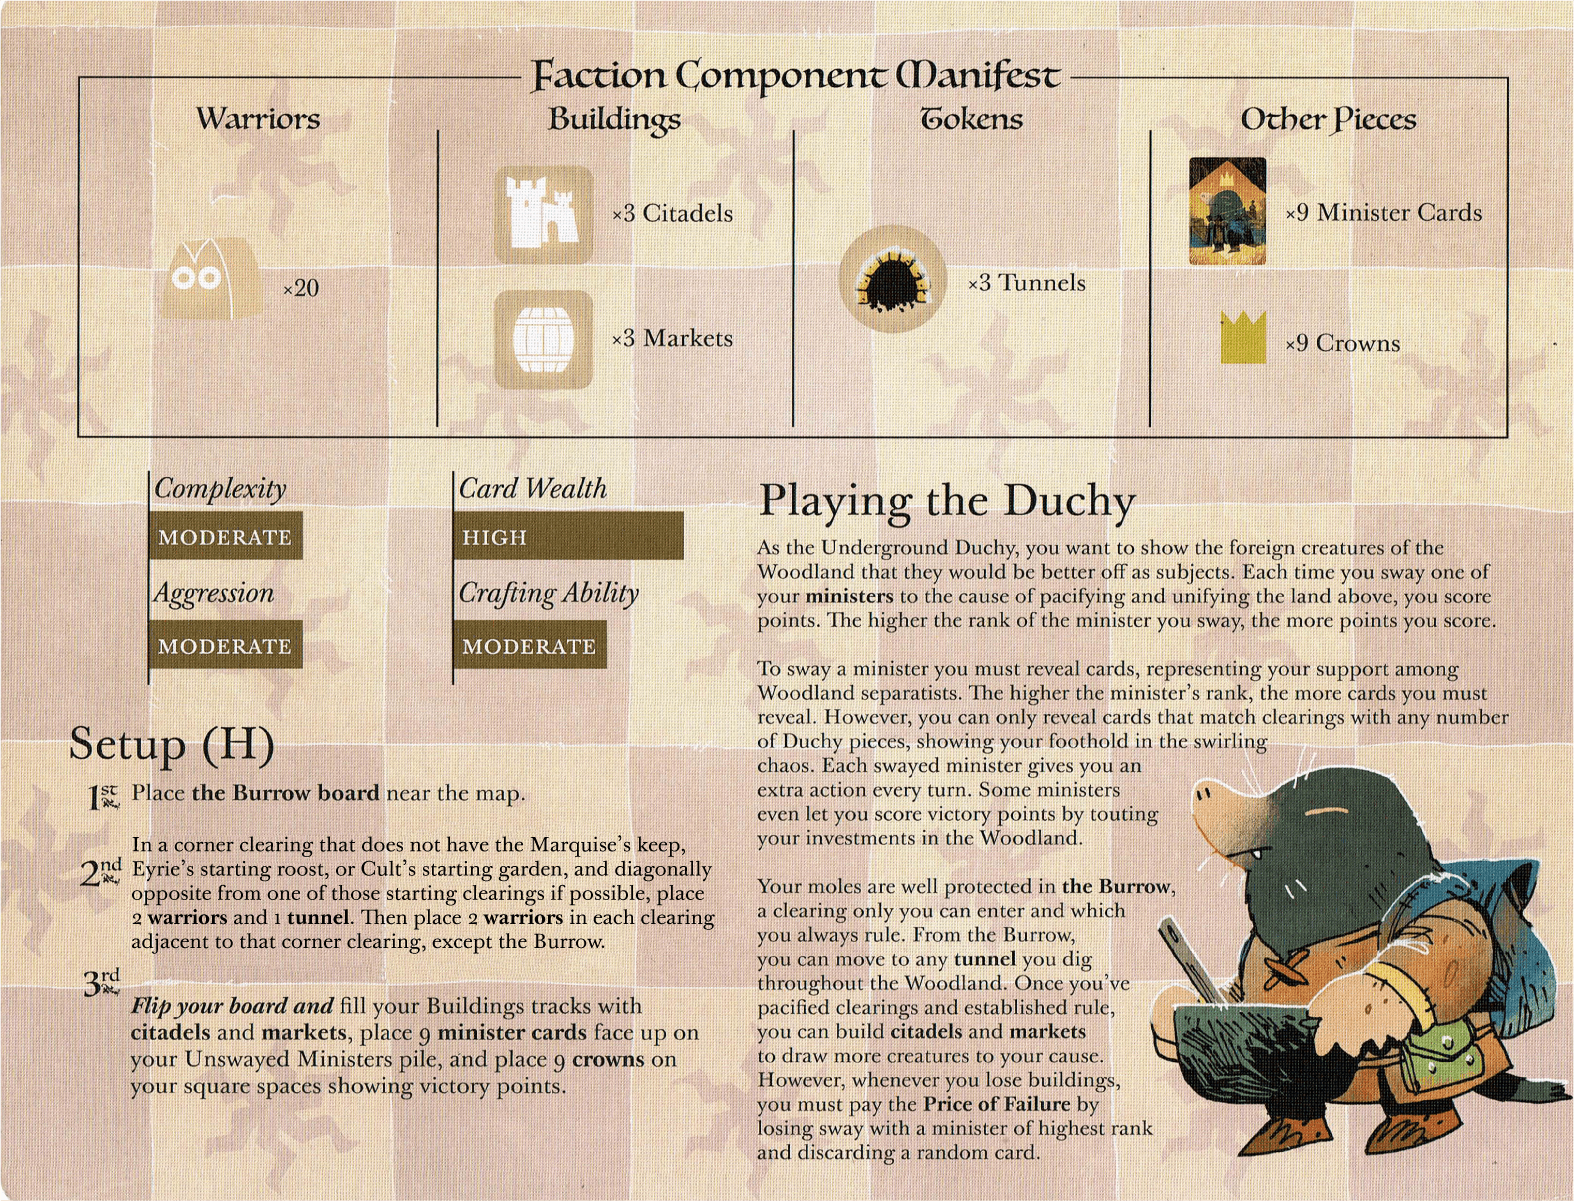 Faction Component Manifest
Warriors
×20
Buildings
×3 Citadels
×3 Markets
Tokens
×3 Tunnels
Other Pieces
×9 Minister Cards
×9 Crowns
Complexity
MODERATE
Card Wealth
HIGH
Aggression
MODERATE
Crafting Ability
MODERATE
Setup (H)
1st Place the Burrow board near the map.
In a corner clearing that does not have the Marquise's keep,
2nd Eyrie's starting roost, or Cult's starting garden, and diagonally
opposite from one of those starting clearings if possible, place
2 warriors and 1 tunnel. Then place 2 warriors in each clearing
adjacent to that corner clearing, except the Burrow.
3rd
Flip your board and fill your Buildings tracks with
citadels and markets, place 9 minister cards face up on
your Unswayed Ministers pile, and place 9 crowns on
your square spaces showing victory points.
Playing the Duchy
As the Underground Duchy, you want to show the foreign creatures of the
Woodland that they would be better off as subjects. Each time you sway one of
your ministers to the cause of pacifying and unifying the land above, you score
points. The higher the rank of the minister you sway, the more points you score.
To sway a minister you must reveal cards, representing your support among
Woodland separatists. The higher the minister's rank, the more cards you must
reveal. However, you can only reveal cards that match clearings with any number
of Duchy pieces, showing your foothold in the swirling
chaos. Each swayed minister gives you an
extra action every turn. Some ministers
even let you score victory points by touting
your investments in the Woodland.
Your moles are well protected in the Burrow,
a clearing only you can enter and which
you always rule. From the Burrow,
you can move to any tunnel you dig
throughout the Woodland. Once you've
pacified clearings and established rule,
you can build citadels and markets
to draw more creatures to your cause.
However, whenever you lose buildings,
you must pay the Price of Failure by
losing sway with a minister of highest rank
and discarding a random card.